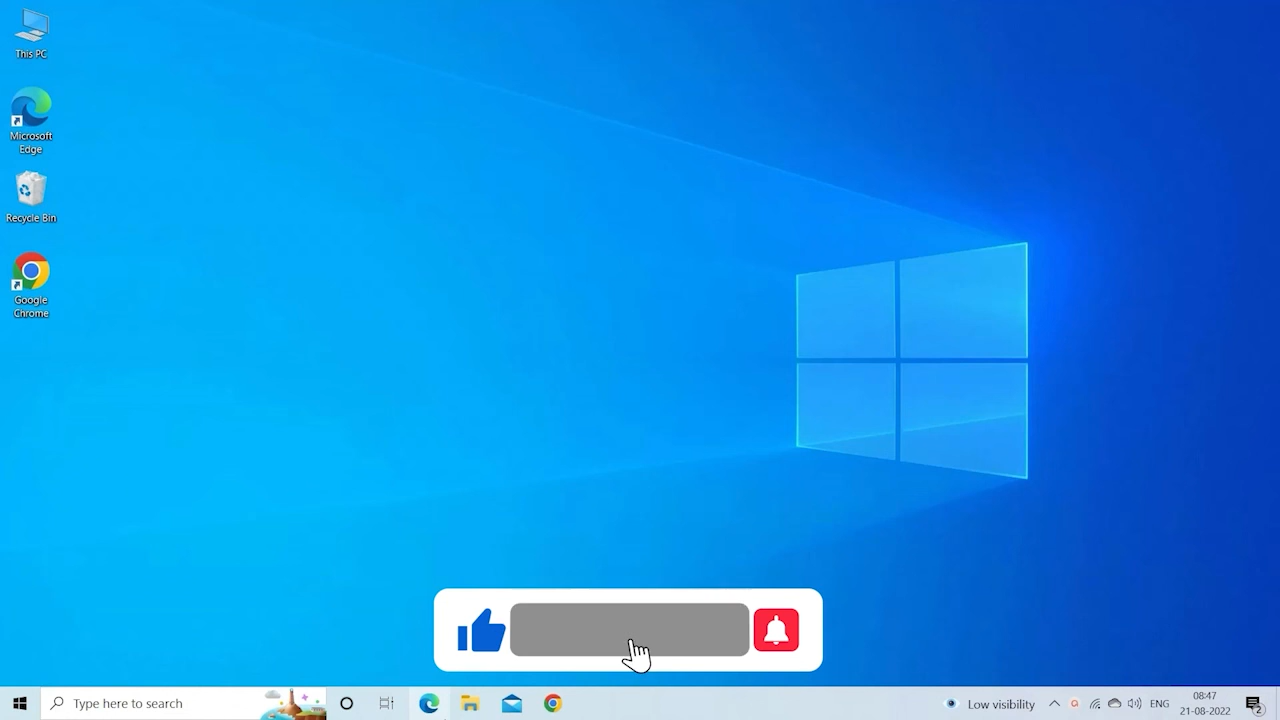 This PC
Microsoft
Edge
Recycle Bin
Google
Chrome
Type here to search
Low visibility
ENG
08:47
21-08-2022
2